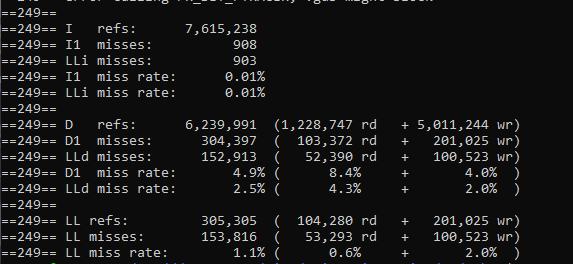 ==249==
==249== I   refs:      7,615,238
==249== I1  misses:          908
==249== LLi misses:          903
==249== I1  miss rate:      0.01%
==249== LLi miss rate:      0.01%
==249==
==249== D   refs:      6,239,991  (1,228,747 rd   + 5,011,244 wr)
==249== D1  misses:      304,397  (  103,372 rd   +   201,025 wr)
==249== LLd misses:      152,913  (   52,390 rd   +   100,523 wr)
==249== D1  miss rate:       4.9% (      8.4%     +       4.0%  )
==249== LLd miss rate:       2.5% (      4.3%     +       2.0%  )
==249==
==249== LL refs:         305,305  (  104,280 rd   +   201,025 wr)
==249== LL misses:       153,816  (   53,293 rd   +   100,523 wr)
==249== LL miss rate:        1.1% (      0.6%     +       2.0%  )